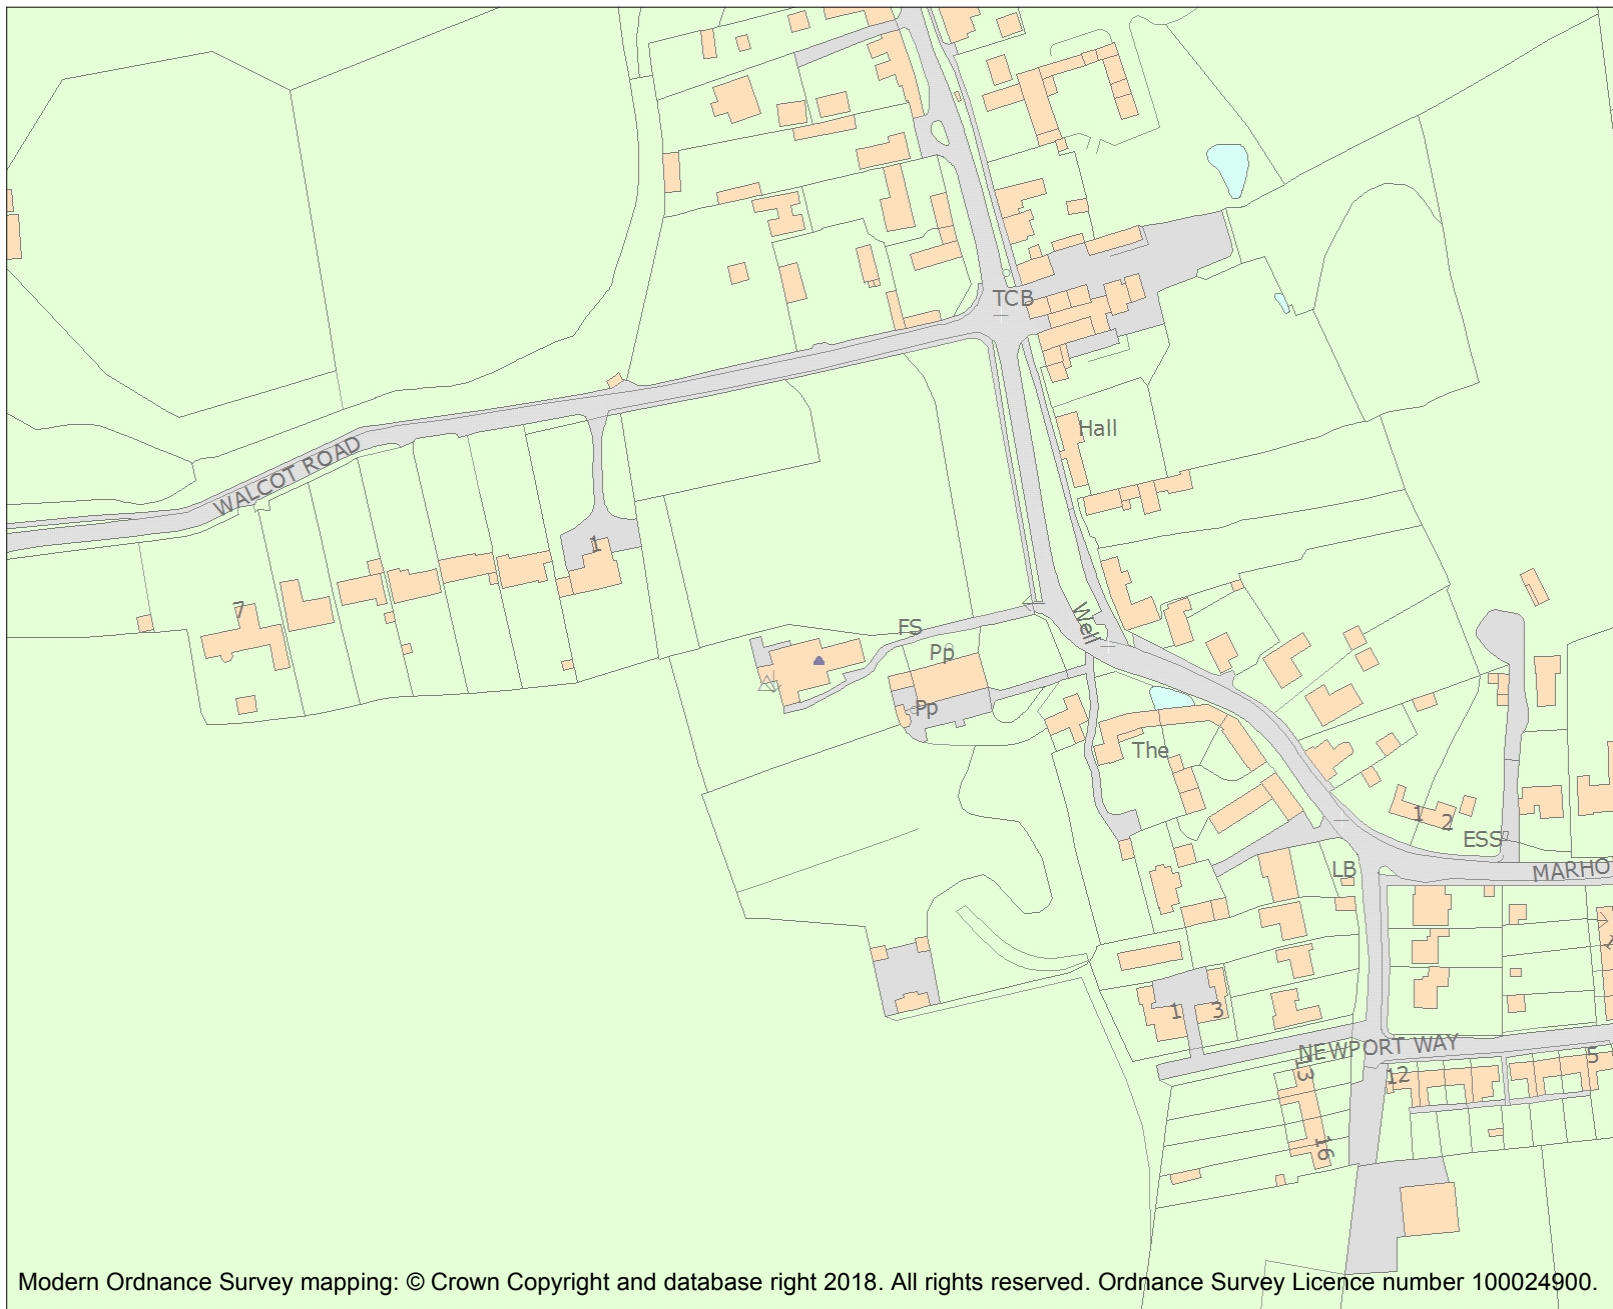 TCB
Hall
WALCOT ROAD
1
7
Well
FS
Pp
Pp
The
1
2
ESS
LB
MARHO
1
3
NEWPORT WAY
13
12
5
16
Modern Ordnance Survey mapping: © Crown Copyright and database right 2018. All rights reserved. Ordnance Survey Licence number 100024900.